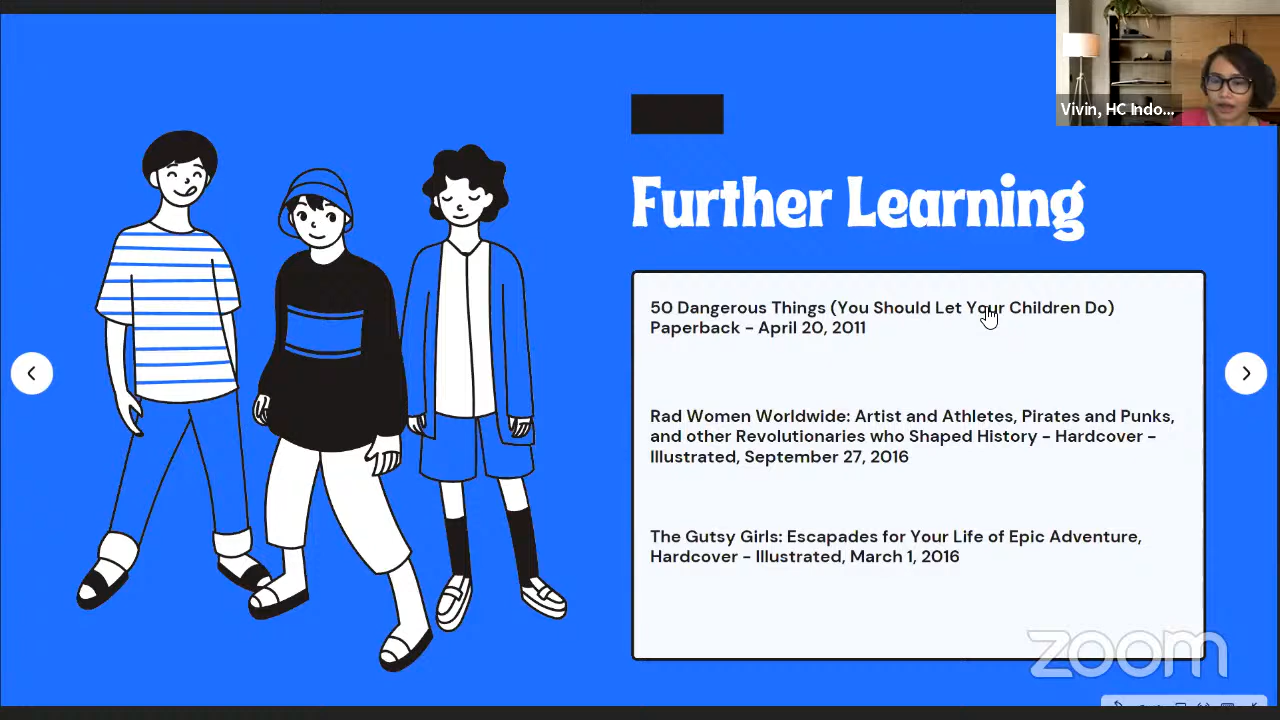 Vivin, HC Indo...
Further Learning
50 Dangerous Things (You Should Let Your Children Do)
Paperback - April 20, 2011
Rad Women Worldwide: Artist and Athletes, Pirates and Punks,
and other Revolutionaries who Shaped History - Hardcover -
Illustrated, September 27, 2016
The Gutsy Girls: Escapades for Your Life of Epic Adventure,
Hardcover - Illustrated, March 1, 2016
zoom